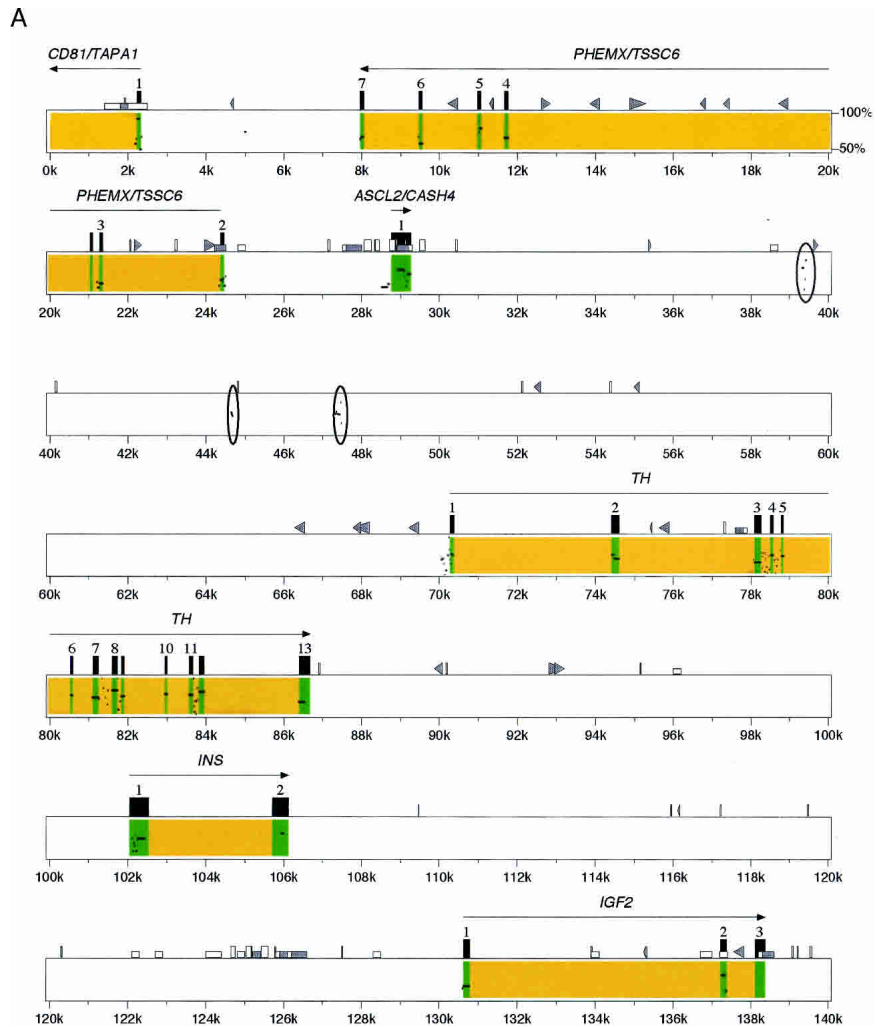 A
CD81/TAPA1 PHEMX/TSSC6
1 7 6 5 4
100%
50%
0k 2k 4k 6k 8k 10k 12k 14k 16k 18k 20k
PHEMX/TSSC6 ASCL2/CASH4
3 2 1
20k 22k 24k 26k 28k 30k 32k 34k 36k 38k 40k
40k 42k 44k 46k 48k 50k 52k 54k 56k 58k 60k
TH
1 2 3 4 5
60k 62k 64k 66k 68k 70k 72k 74k 76k 78k 80k
TH
6 7 8 10 11 13
80k 82k 84k 86k 88k 90k 92k 94k 96k 98k 100k
INS
1 2
100k 102k 104k 106k 108k 110k 112k 114k 116k 118k 120k
IGF2
1 2 3
120k 122k 124k 126k 128k 130k 132k 134k 136k 138k 140k